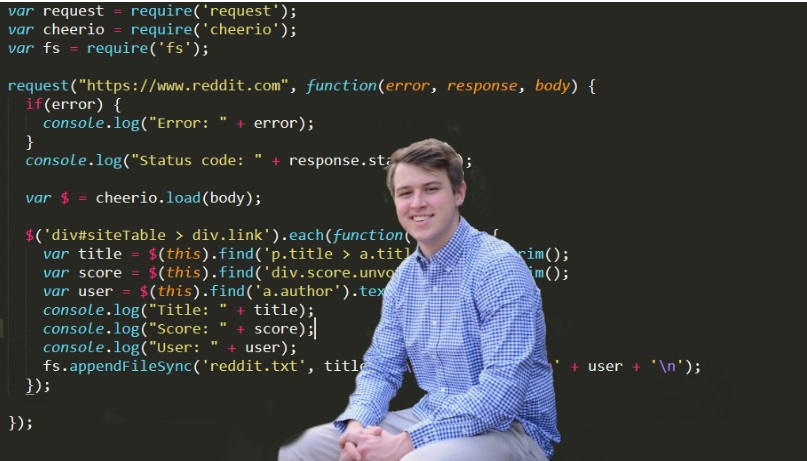 var request = require('request');
var cheerio = require('cheerio');
var fs = require('fs');
request("https://www.reddit.com", function(error, response, body) {
if(error) {
console.log("Error: " + error);
}
console.log("Status code: " + response.sta ;
var $ = cheerio.load(body);
$('div#siteTable > div.link').each(function( {
var title = $(this).find('p.title > a.titl rim();
var score = $(this).find('div.score.unvo im();
var user = $(this).find('a.author').tex
console.log("Title: " + title);
console.log("Score: " + score);
console.log("User: " + user);
fs.appendFileSync('reddit.txt', titl ' + user + '\n');
});
});